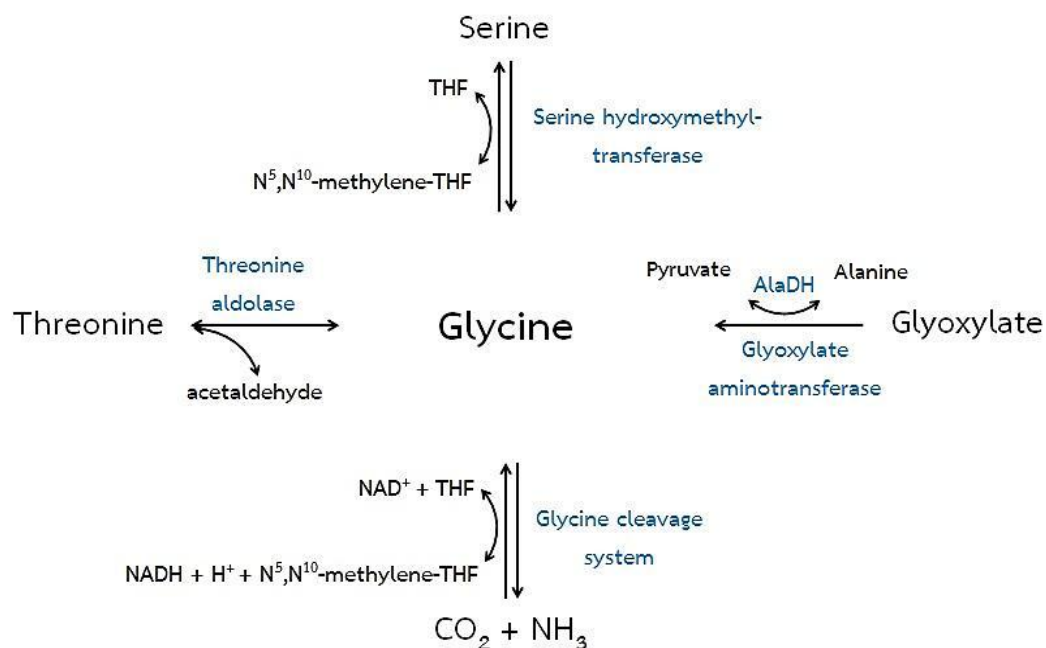 Serine
THF
Serine hydroxymethyl-
transferase
N⁵,N¹⁰-methylene-THF
Threonine
aldolase
Threonine
acetaldehyde
Glycine
Pyruvate
AlaDH
Alanine
Glyoxylate
Glyoxylate
aminotransferase
NAD⁺ + THF
Glycine cleavage
system
NADH + H⁺ + N⁵,N¹⁰-methylene-THF
CO₂ + NH₃